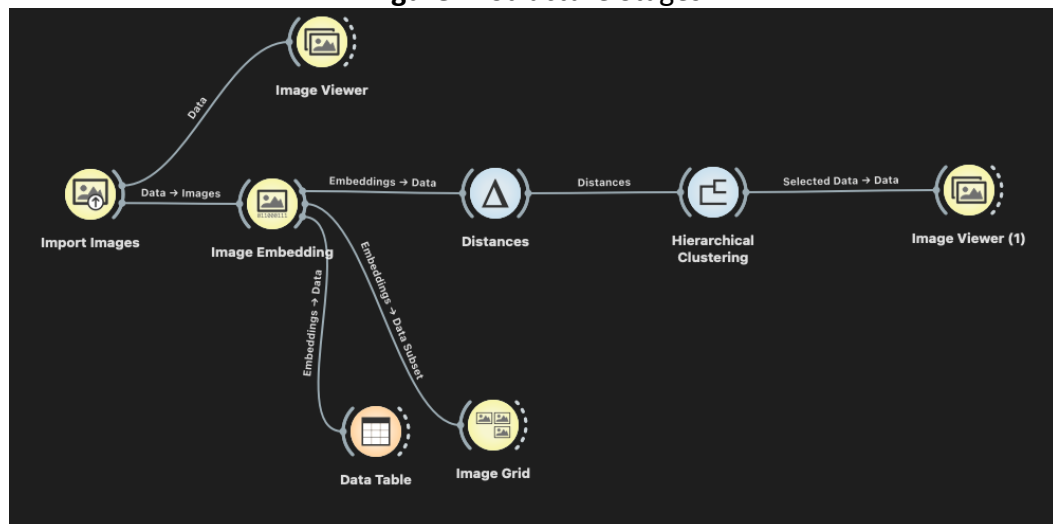 Image Viewer
Data
Data → Images
Embeddings → Data
Distances
Selected Data → Data
Import Images
011000111
Image Embedding
Distances
Hierarchical
Clustering
Image Viewer (1)
Embeddings → Data
Embeddings → Data Subset
Data Table
Image Grid